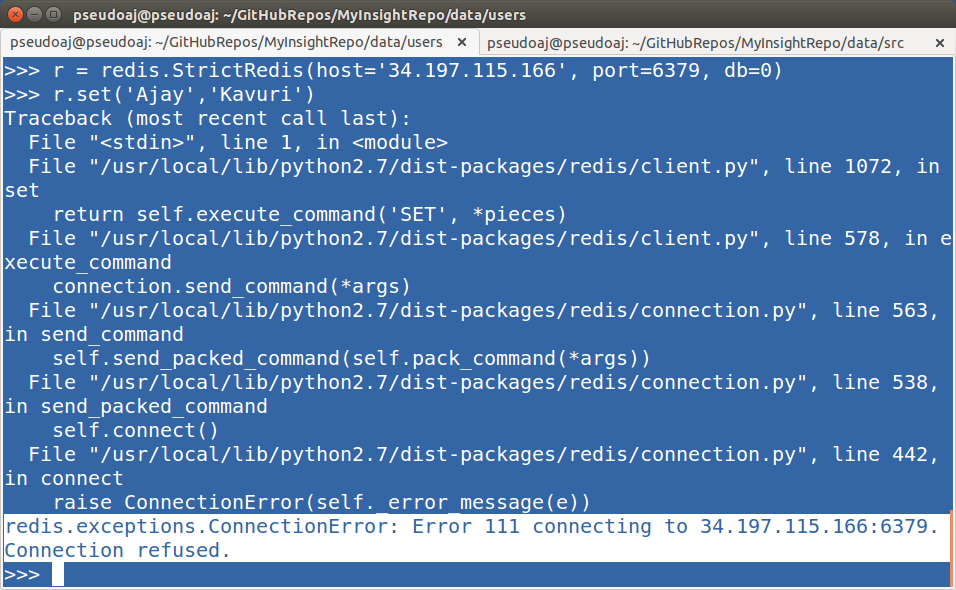 pseudoaj@pseudoaj: ~/GitHubRepos/MyInsightRepo/data/users
pseudoaj@pseudoaj: ~/GitHubRepos/MyInsightRepo/data/users × pseudoaj@pseudoaj: ~/GitHubRepos/MyInsightRepo/data/src ×
>>> r = redis.StrictRedis(host='34.197.115.166', port=6379, db=0)
>>> r.set('Ajay','Kavuri')
Traceback (most recent call last):
  File "<stdin>", line 1, in <module>
  File "/usr/local/lib/python2.7/dist-packages/redis/client.py", line 1072, in
set
    return self.execute_command('SET', *pieces)
  File "/usr/local/lib/python2.7/dist-packages/redis/client.py", line 578, in e
xecute_command
    connection.send_command(*args)
  File "/usr/local/lib/python2.7/dist-packages/redis/connection.py", line 563,
in send_command
    self.send_packed_command(self.pack_command(*args))
  File "/usr/local/lib/python2.7/dist-packages/redis/connection.py", line 538,
in send_packed_command
    self.connect()
  File "/usr/local/lib/python2.7/dist-packages/redis/connection.py", line 442,
in connect
    raise ConnectionError(self._error_message(e))
redis.exceptions.ConnectionError: Error 111 connecting to 34.197.115.166:6379.
Connection refused.
>>>